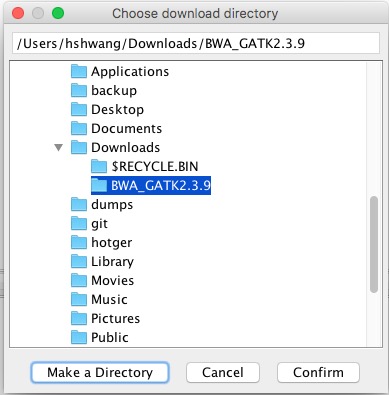 Choose download directory
/Users/hshwang/Downloads/BWA_GATK2.3.9
Applications
backup
Desktop
Documents
Downloads
$RECYCLE.BIN
BWA_GATK2.3.9
dumps
git
hotger
Library
Movies
Music
Pictures
Public
Make a Directory Cancel Confirm